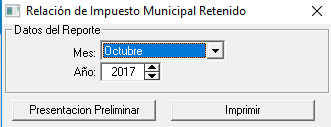 Relación de Impuesto Municipal Retenido
Datos del Reporte
Mes: Octubre
Año: 2017
Presentacion Preliminar Imprimir